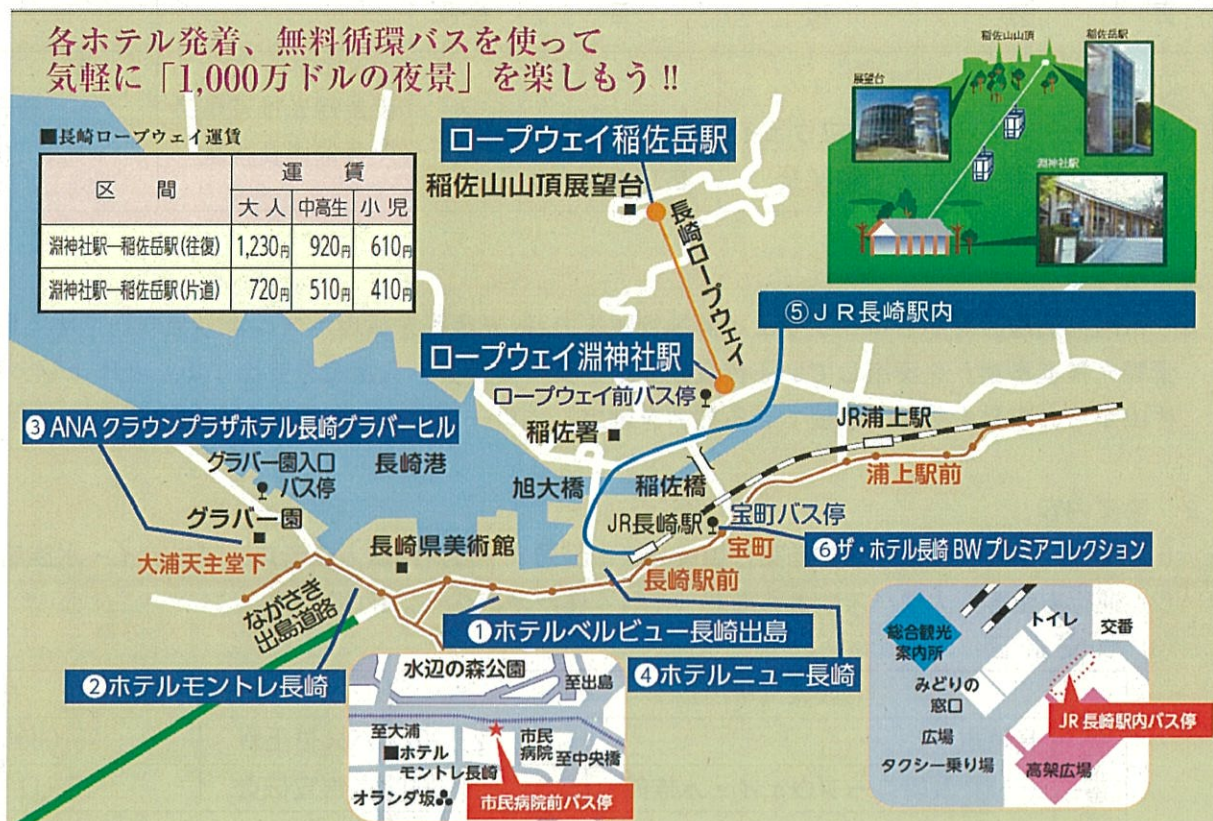 各ホテル発着、無料循環バスを使って
気軽に「1,000万ドルの夜景」を楽しもう!!
■長崎ロープウェイ運賃
区 間
運 賃
大人 中高生 小児
淵神社駅—稲佐岳駅(往復) 1,230円 920円 610円
淵神社駅—稲佐岳駅(片道) 720円 510円 410円
稲佐山山頂
稲佐岳駅
展望台
淵神社駅
ロープウェイ稲佐岳駅
稲佐山山頂展望台
長崎ロープウェイ
⑤JR長崎駅内
ロープウェイ淵神社駅
ロープウェイ前バス停
JR浦上駅
❸ANAクラウンプラザホテル長崎グラバーヒル
稲佐署
グラバー園入口
バス停
長崎港
旭大橋
稲佐橋
浦上駅前
グラバー園
JR長崎駅
宝町バス停
大浦天主堂下
長崎県美術館
宝町
❻ザ・ホテル長崎BWプレミアコレクション
長崎駅前
ながさき
出島道路
❶ホテルベルビュー長崎出島
❷ホテルモントレ長崎
❹ホテルニュー長崎
水辺の森公園
至出島
至大浦
■ホテル
モントレ長崎
市民
病院
至中央橋
オランダ坂
市民病院前バス停
総合観光
案内所
トイレ
交番
みどりの
窓口
JR長崎駅内バス停
広場
タクシー乗り場
高架広場